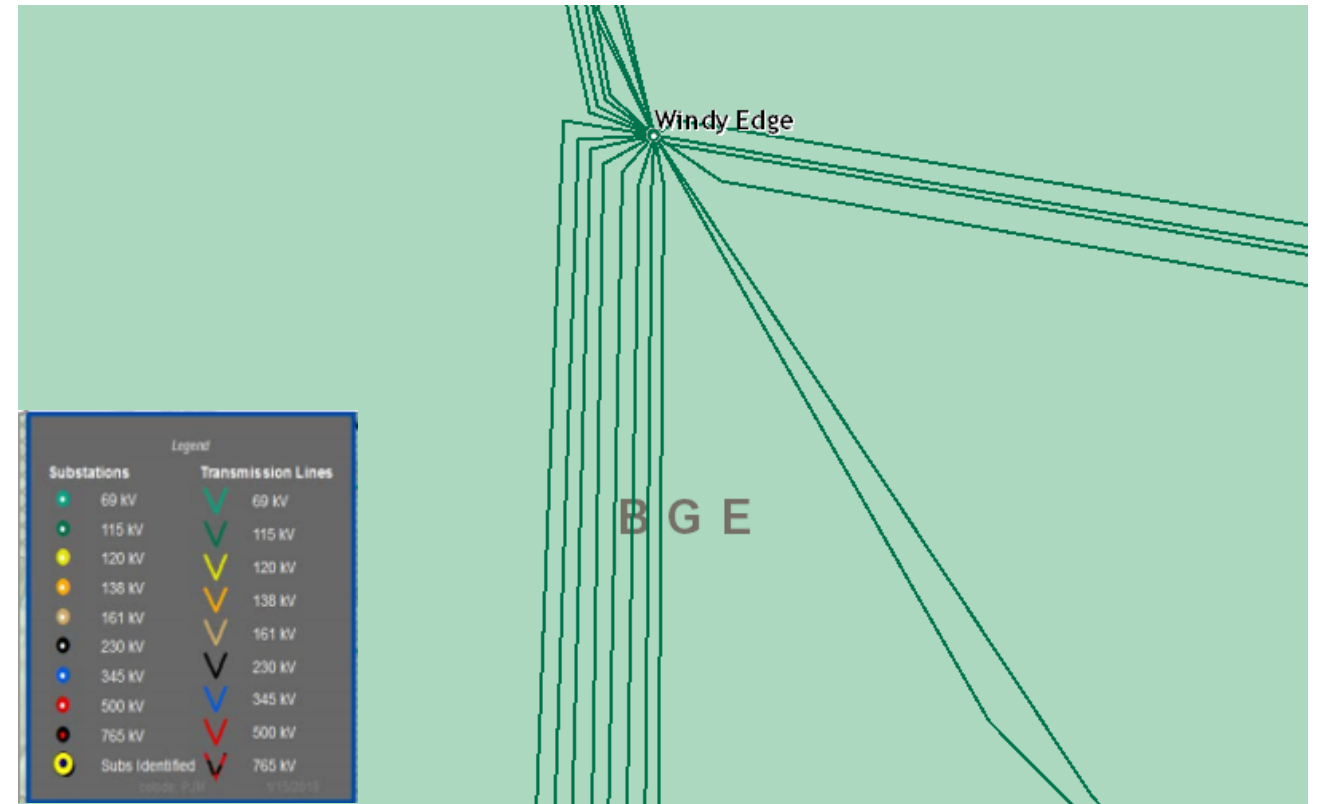 Windy Edge
B G E
Legend
Substations Transmission Lines
69 kV 69 kV
115 kV 115 kV
120 kV 120 kV
138 kV 138 kV
161 kV 161 kV
230 kV 230 kV
345 kV 345 kV
500 kV 500 kV
765 kV 765 kV
Subs Identified
PJM